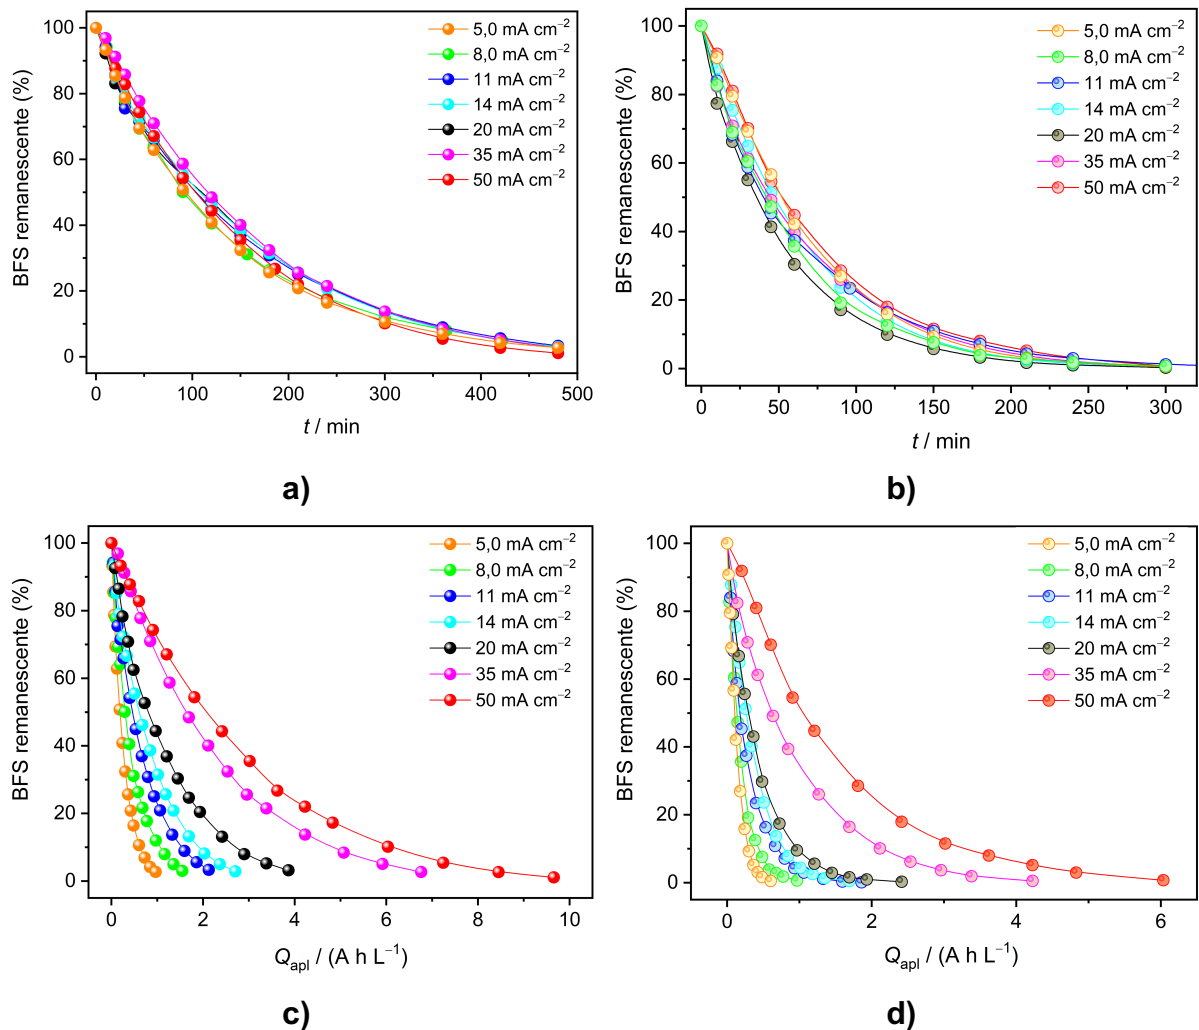 100
80
60
40
20
0
BFS remanescente (%)
5,0 mA cm⁻²
8,0 mA cm⁻²
11 mA cm⁻²
14 mA cm⁻²
20 mA cm⁻²
35 mA cm⁻²
50 mA cm⁻²
0 100 200 300 400 500
t / min
a)
100
80
60
40
20
0
BFS remanescente (%)
5,0 mA cm⁻²
8,0 mA cm⁻²
11 mA cm⁻²
14 mA cm⁻²
20 mA cm⁻²
35 mA cm⁻²
50 mA cm⁻²
0 50 100 150 200 250 300
t / min
b)
100
80
60
40
20
0
BFS remanescente (%)
5,0 mA cm⁻²
8,0 mA cm⁻²
11 mA cm⁻²
14 mA cm⁻²
20 mA cm⁻²
35 mA cm⁻²
50 mA cm⁻²
0 2 4 6 8 10
Qapl / (A h L⁻¹)
c)
100
80
60
40
20
0
BFS remanescente (%)
5,0 mA cm⁻²
8,0 mA cm⁻²
11 mA cm⁻²
14 mA cm⁻²
20 mA cm⁻²
35 mA cm⁻²
50 mA cm⁻²
0 2 4 6
Qapl / (A h L⁻¹)
d)